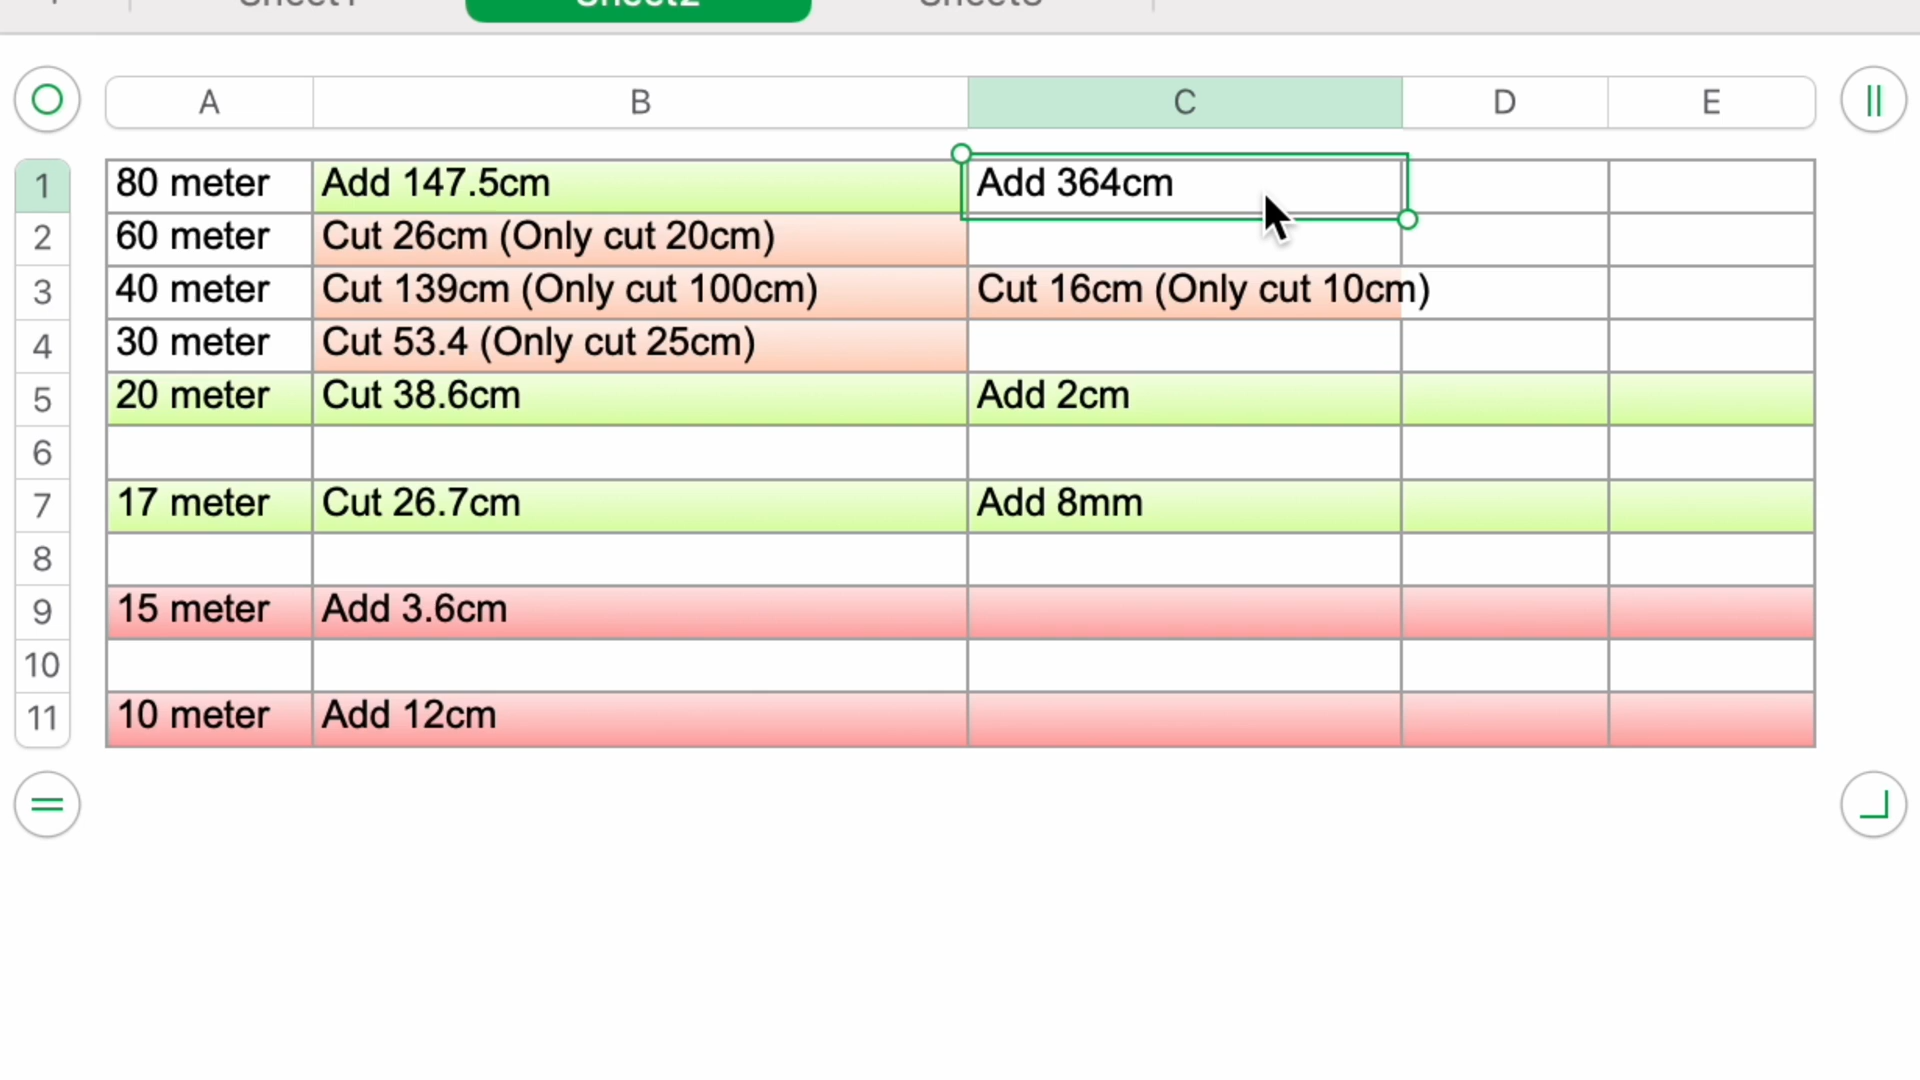 Sheet1 Sheet2 Sheet3
A B C D E
1 80 meter Add 147.5cm Add 364cm
2 60 meter Cut 26cm (Only cut 20cm)
3 40 meter Cut 139cm (Only cut 100cm) Cut 16cm (Only cut 10cm)
4 30 meter Cut 53.4 (Only cut 25cm)
5 20 meter Cut 38.6cm Add 2cm
6
7 17 meter Cut 26.7cm Add 8mm
8
9 15 meter Add 3.6cm
10
11 10 meter Add 12cm